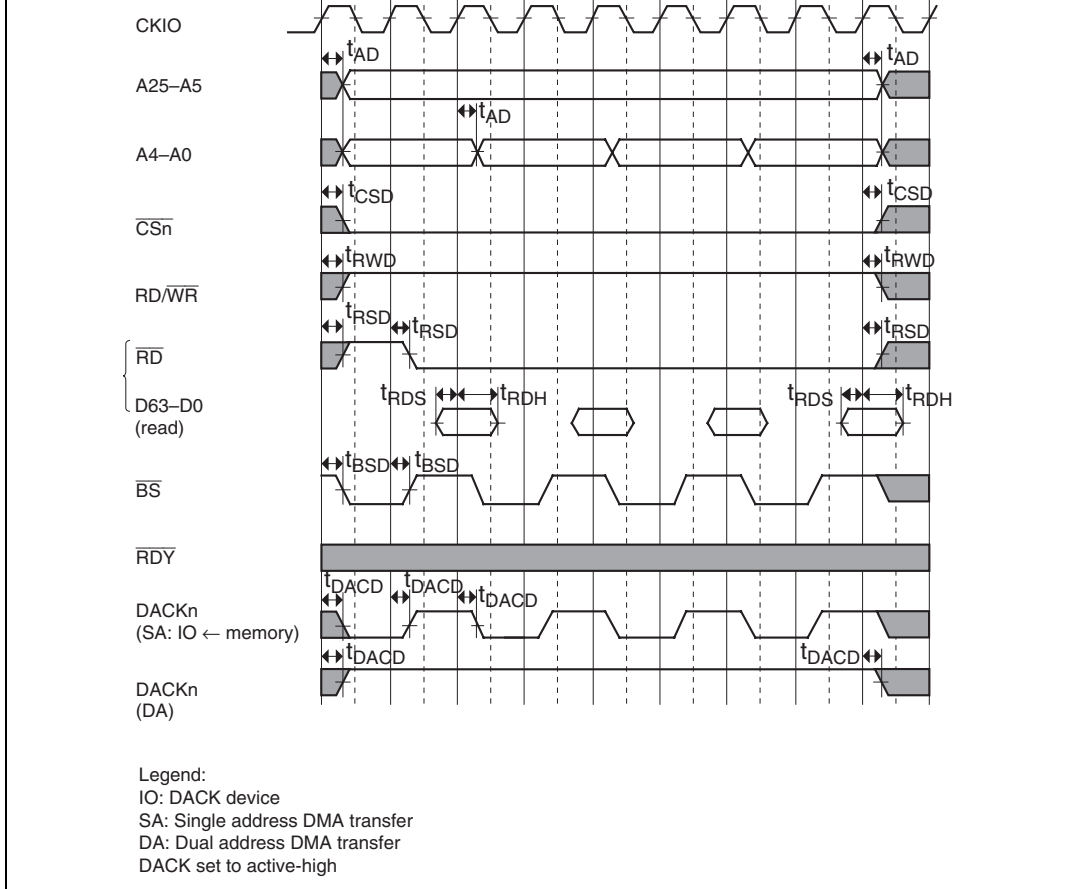 CKIO
tAD tAD
A25–A5
tAD
A4–A0
tCSD tCSD
CSn
tRWD tRWD
RD/WR
tRSD tRSD tRSD
RD
tRDS tRDH tRDS tRDH
D63–D0
(read)
tBSD tBSD
BS
RDY
tDACD tDACD tDACD
DACKn
(SA: IO ← memory)
tDACD tDACD
DACKn
(DA)
Legend:
IO: DACK device
SA: Single address DMA transfer
DA: Dual address DMA transfer
DACK set to active-high